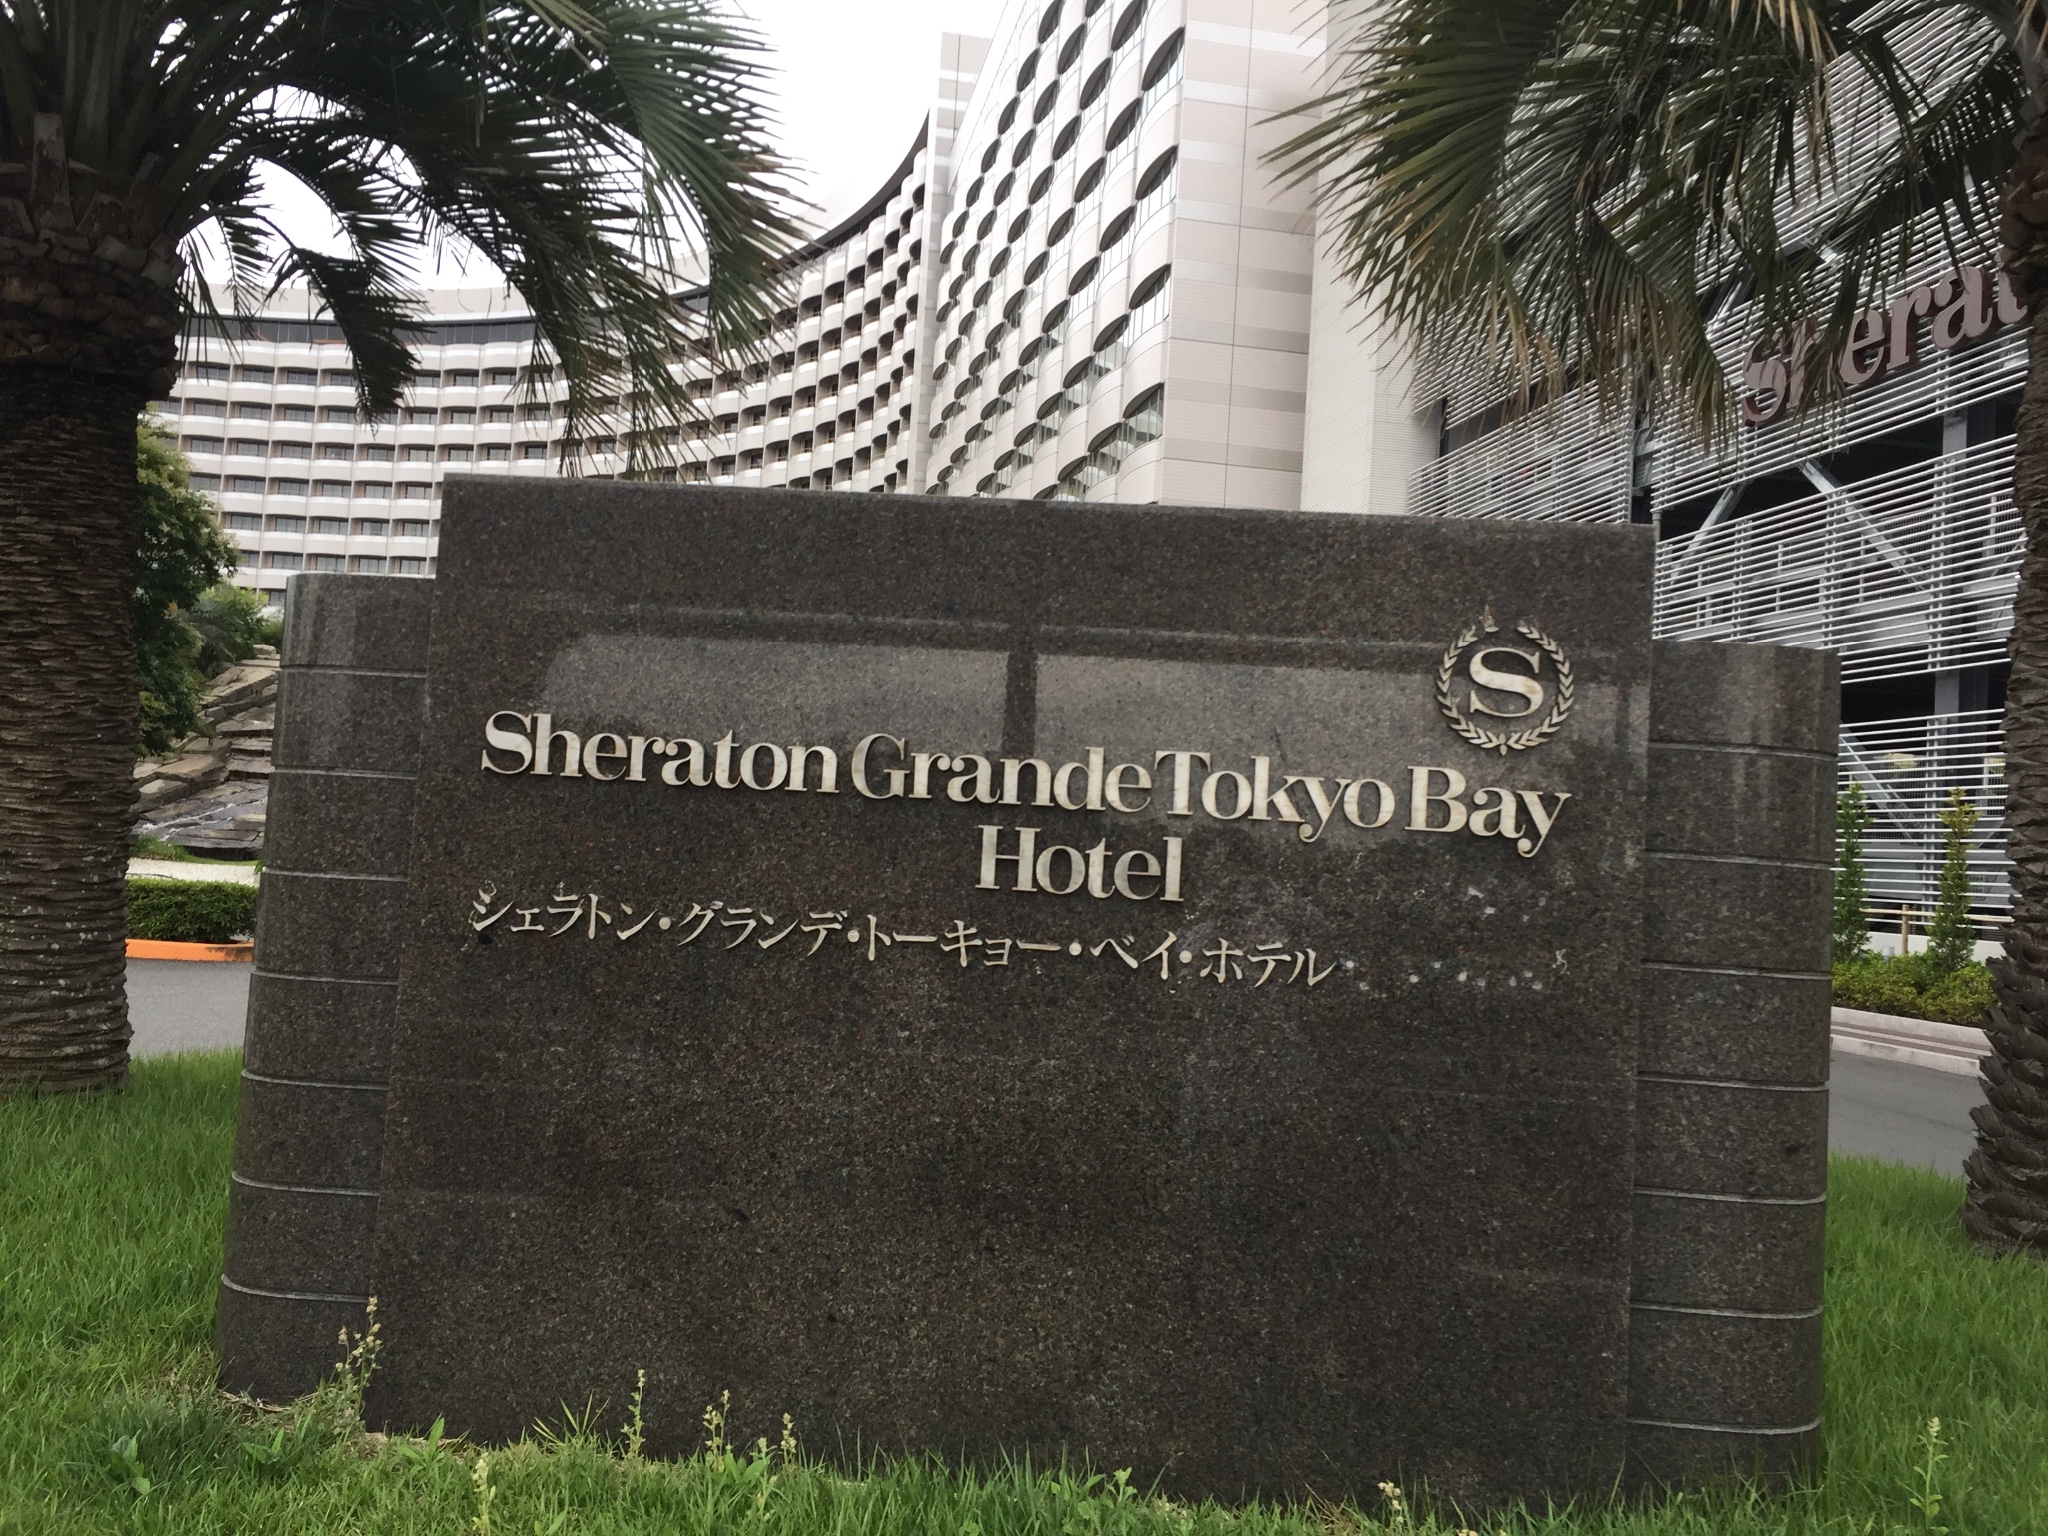 Sherat
S
Sheraton Grande Tokyo Bay
Hotel
シェラトン・グランデ・トーキョー・ベイ・ホテル